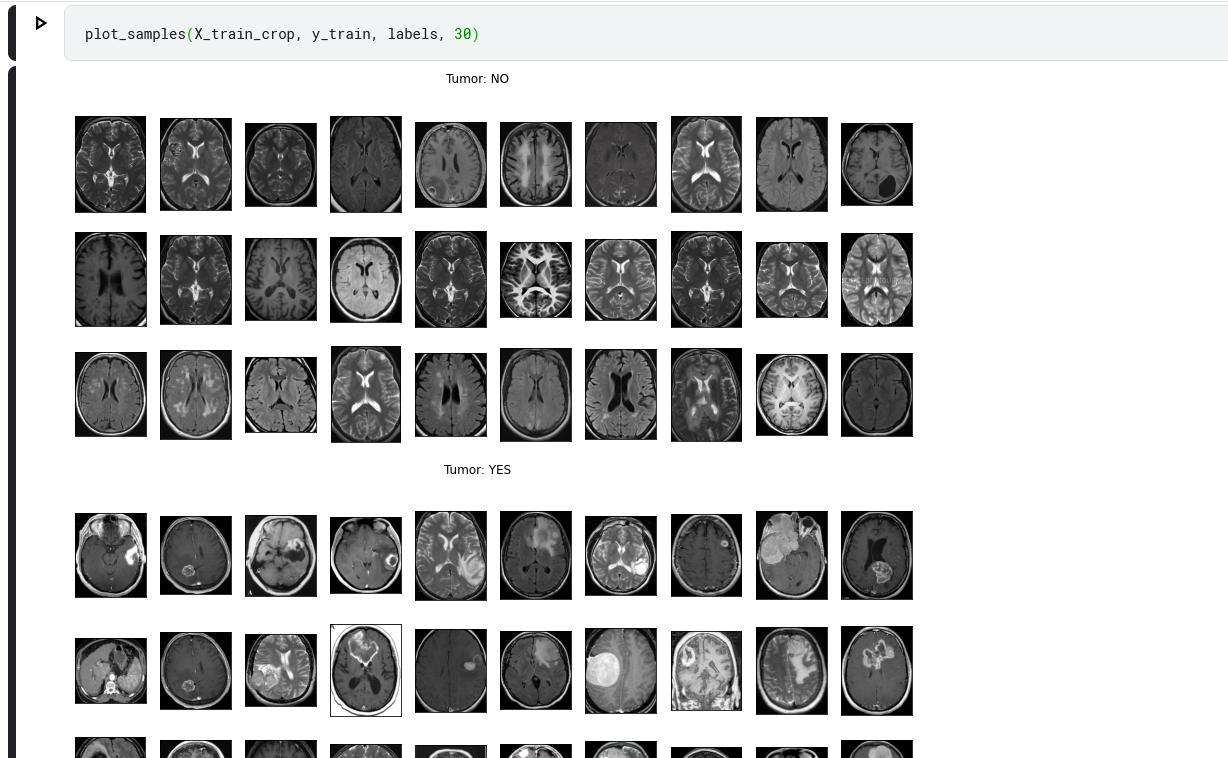 plot_samples(X_train_crop, y_train, labels, 30)
Tumor: NO
Tumor: YES